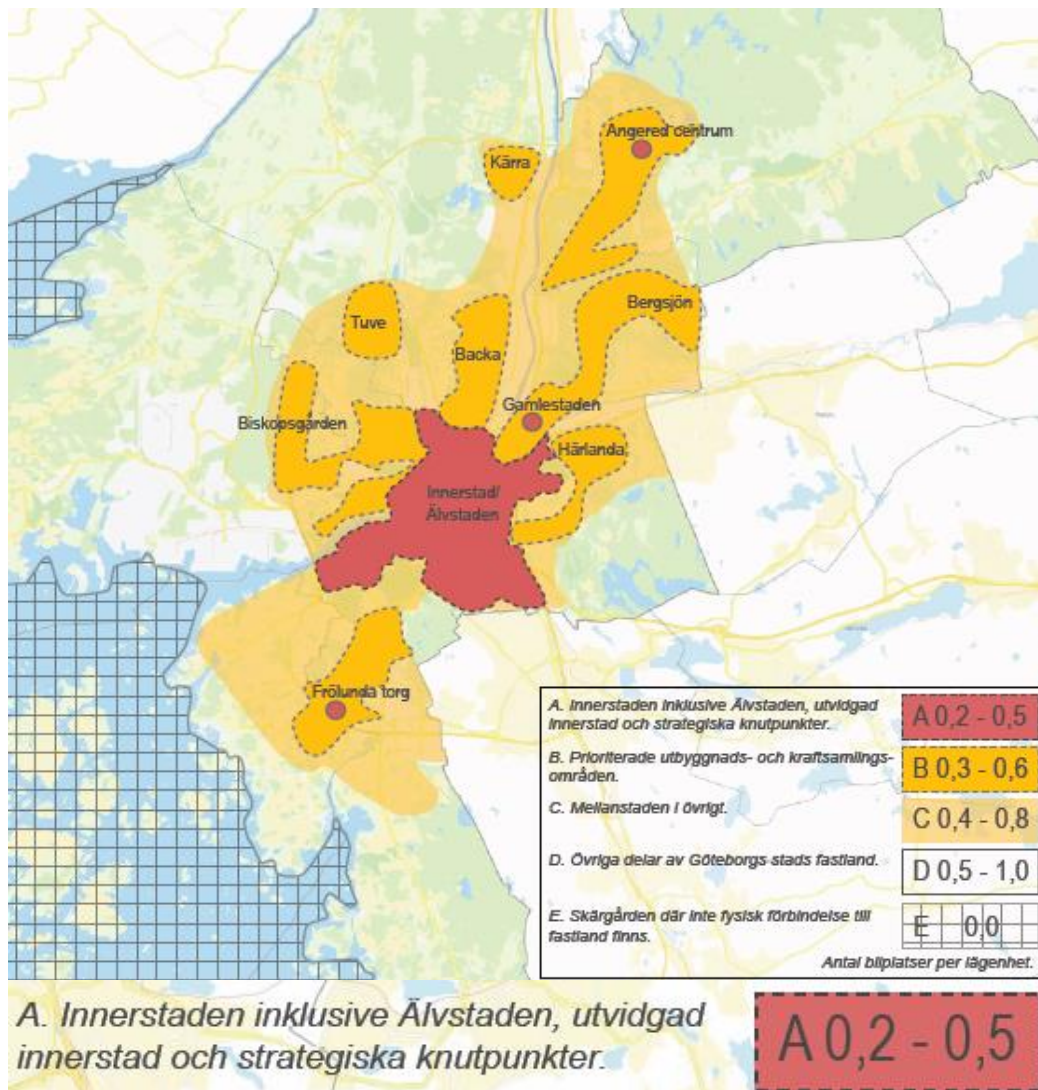 Angered centrum
Kärra
Bergsjön
Tuve
Backa
Gamlestaden
Biskopsgården
Härlanda
Innerstad/
Älvstaden
Frölunda torg
A. Innerstaden inklusive Älvstaden, utvidgad
innerstad och strategiska knutpunkter.
A 0,2 - 0,5
B. Prioriterade utbyggnads- och kraftsamlings-
områden.
B 0,3 - 0,6
C. Mellanstaden i övrigt.
C 0,4 - 0,8
D. Övriga delar av Göteborgs stads fastland.
D 0,5 - 1,0
E. Skärgården där inte fysisk förbindelse till
fastland finns.
E 0,0
Antal bilplatser per lägenhet.
A. Innerstaden inklusive Älvstaden, utvidgad
innerstad och strategiska knutpunkter.
A 0,2 - 0,5